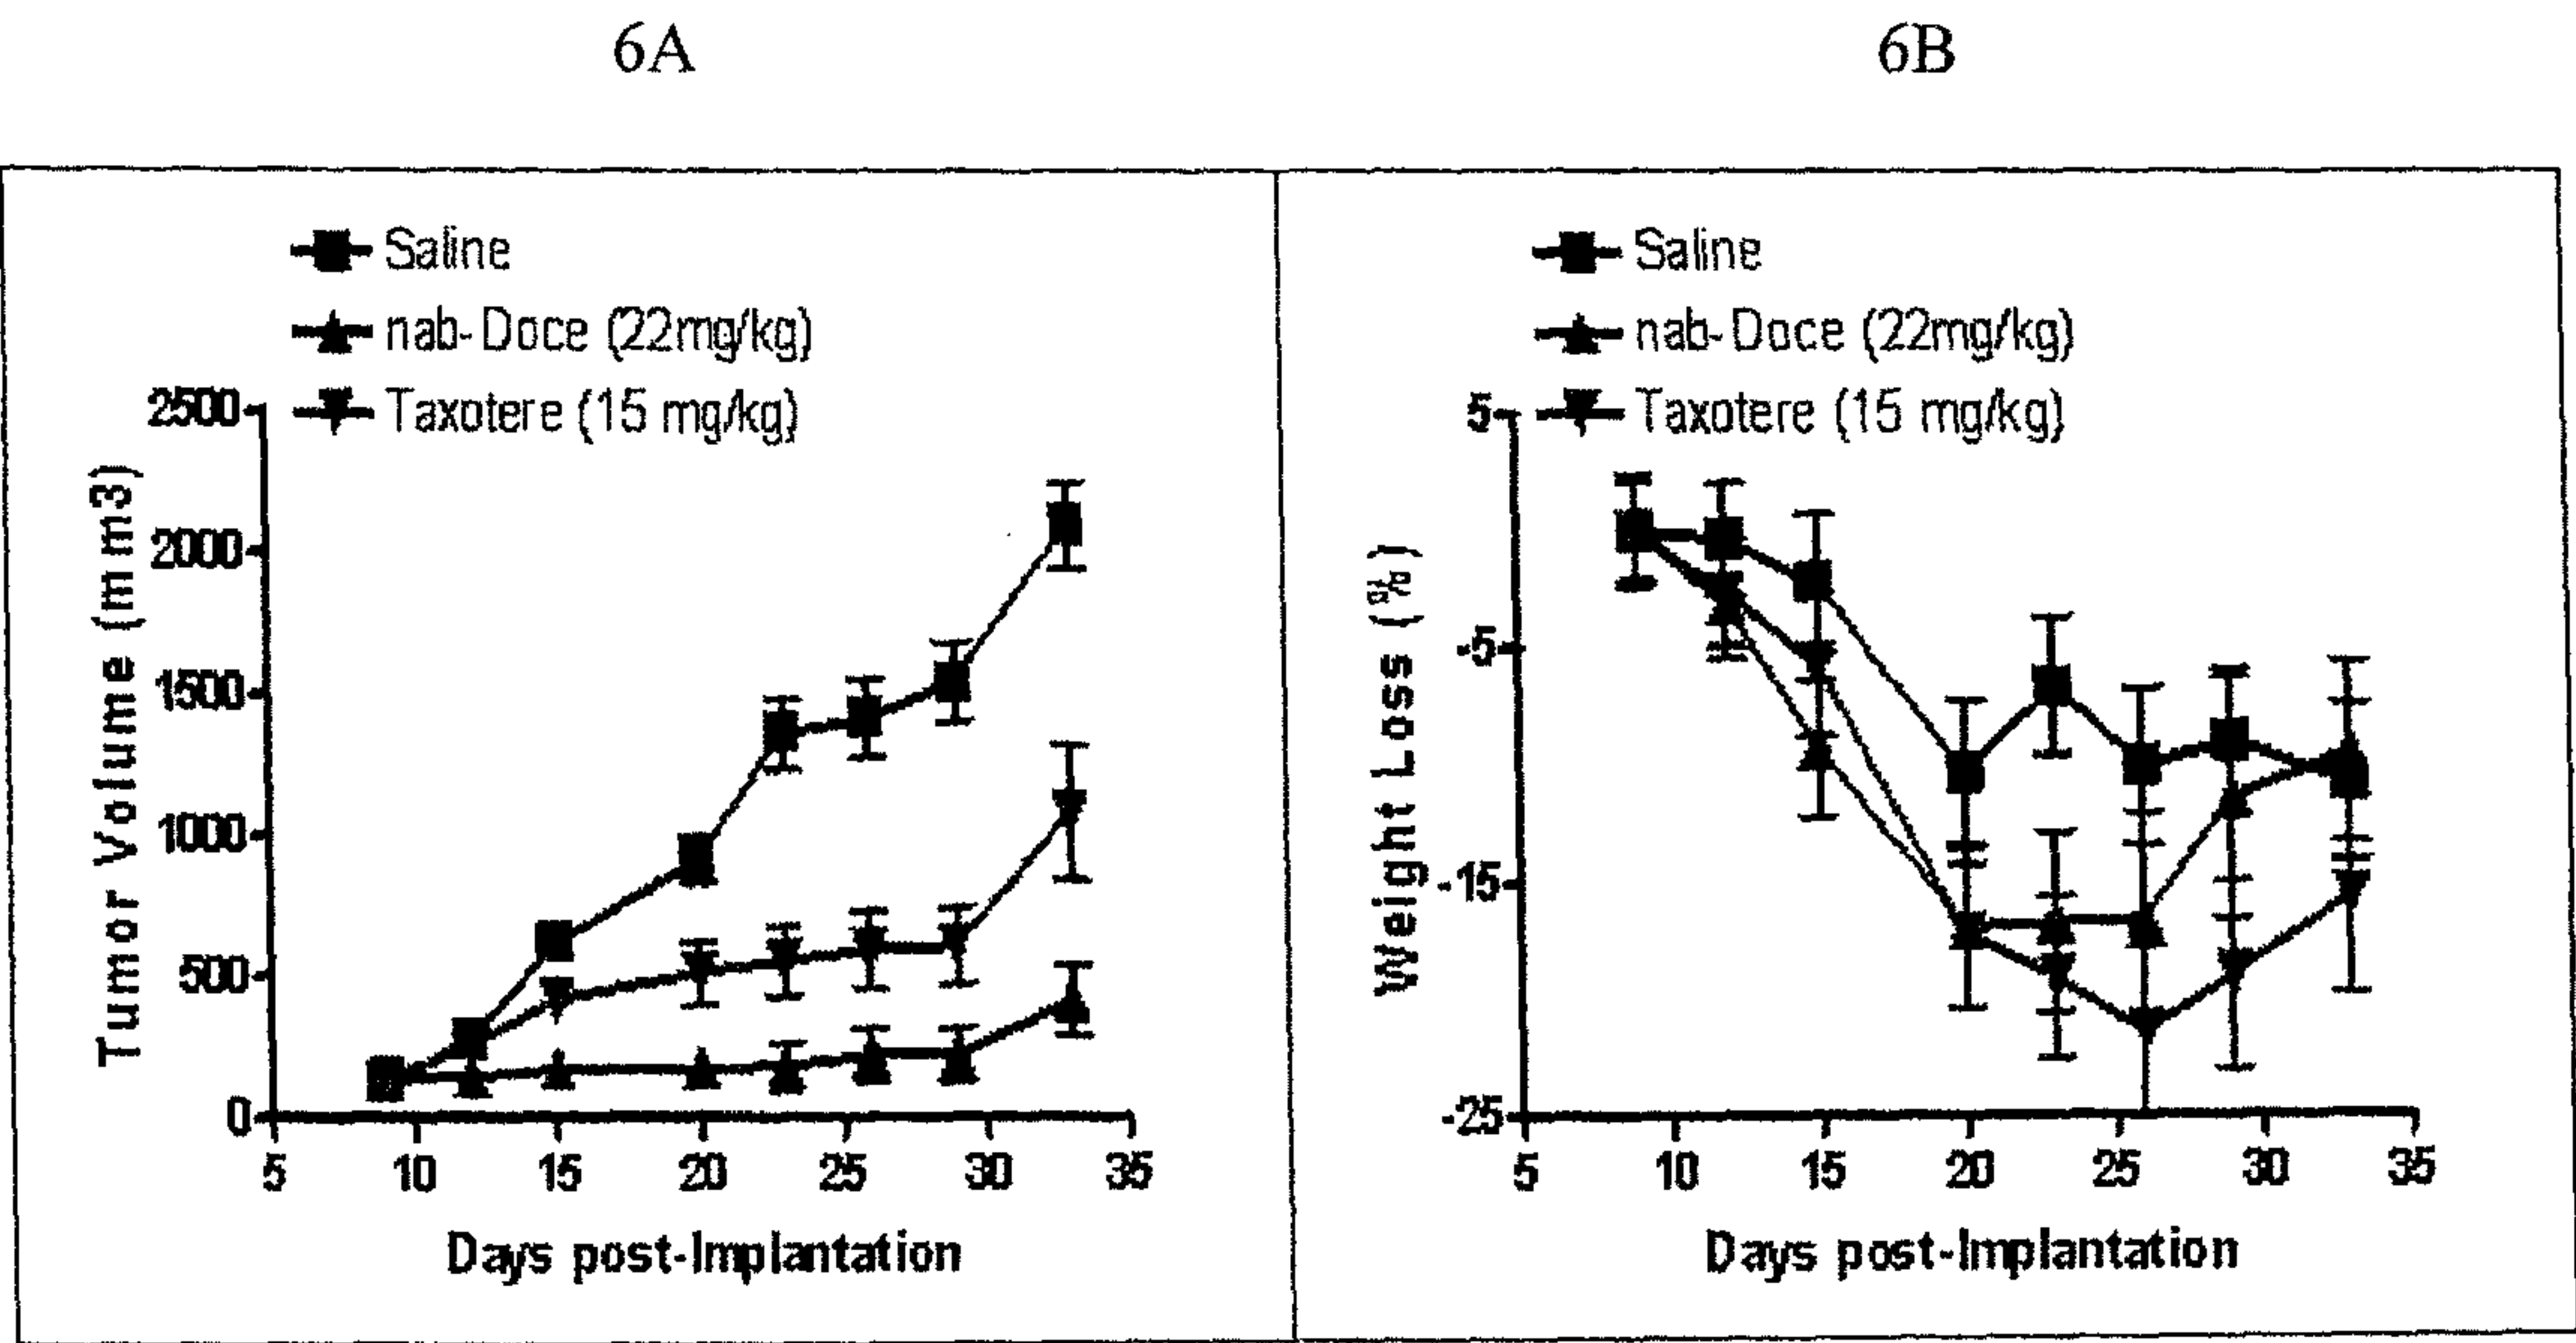 6A
6B
Saline
nab-Doce (22mg/kg)
Taxotere (15 mg/kg)
2500
2000
1500
1000
500
0
Tumor Volume (mm3)
5 10 15 20 25 30 35
Days post-Implantation
Saline
nab-Doce (22mg/kg)
Taxotere (15 mg/kg)
5
-5
-15
-25
Weight Loss (%)
5 10 15 20 25 30 35
Days post-Implantation